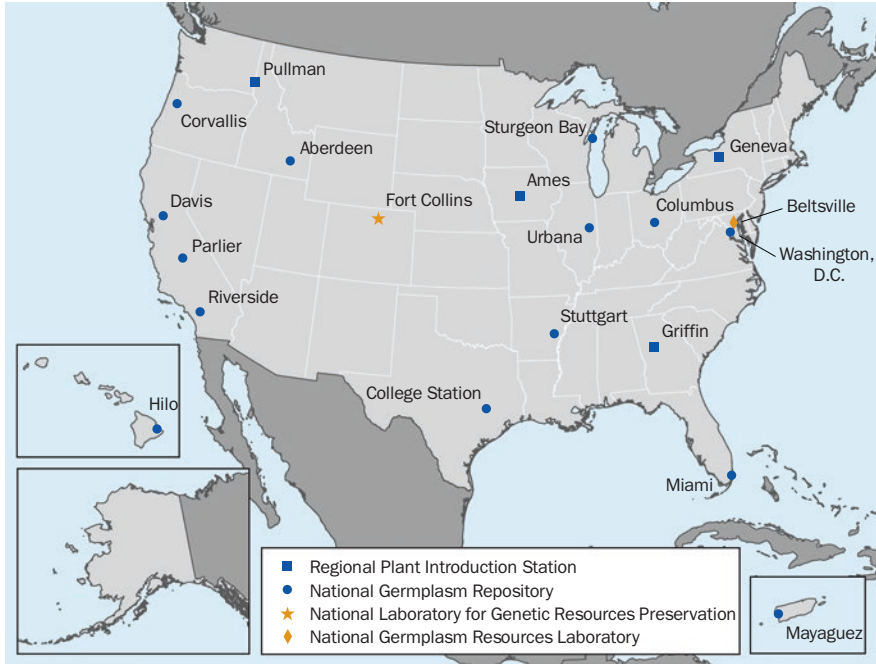 Pullman
Corvallis
Sturgeon Bay
Geneva
Aberdeen
Ames
Davis
Fort Collins
Columbus
Beltsville
Urbana
Parlier
Washington,
D.C.
Riverside
Stuttgart
Griffin
College Station
Hilo
Miami
Regional Plant Introduction Station
National Germplasm Repository
National Laboratory for Genetic Resources Preservation
National Germplasm Resources Laboratory
Mayaguez